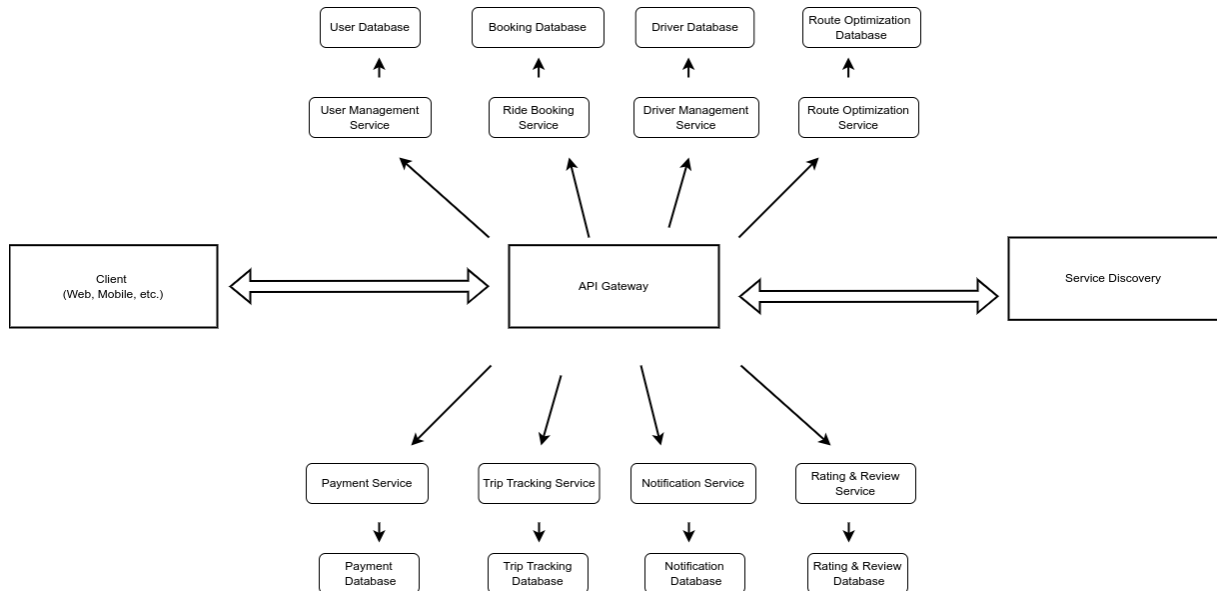 User Database
Booking Database
Driver Database
Route Optimization
Database
User Management
Service
Ride Booking
Service
Driver Management
Service
Route Optimization
Service
Client
(Web, Mobile, etc.)
API Gateway
Service Discovery
Payment Service
Trip Tracking Service
Notification Service
Rating & Review
Service
Payment
Database
Trip Tracking
Database
Notification
Database
Rating & Review
Database